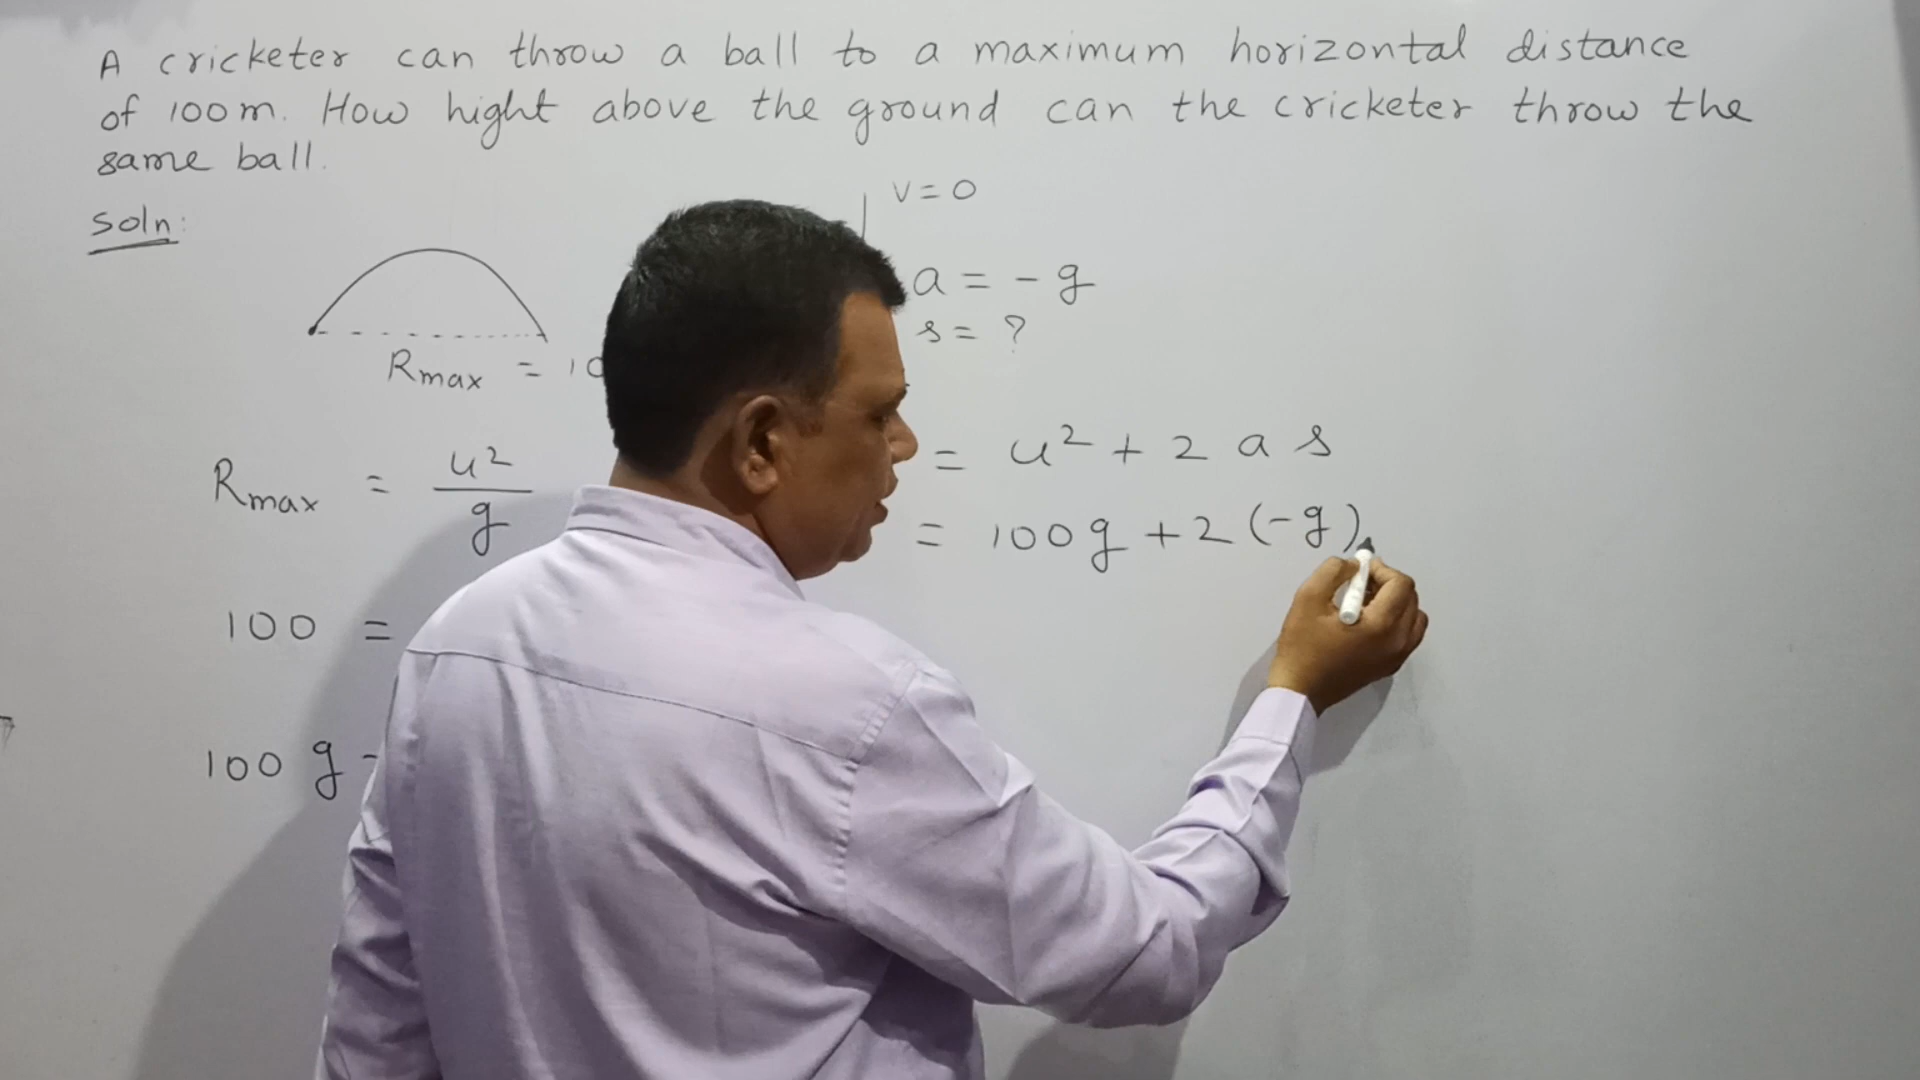 A cricketer can throw a ball to a maximum horizontal distance
of 100m. How hight above the ground can the cricketer throw the
same ball.
Soln:
Rmax = 10
Rmax = u²/g
100 =
100 g
v = 0
a = - g
s = ?
= u² + 2 a s
= 100g + 2 (-g)